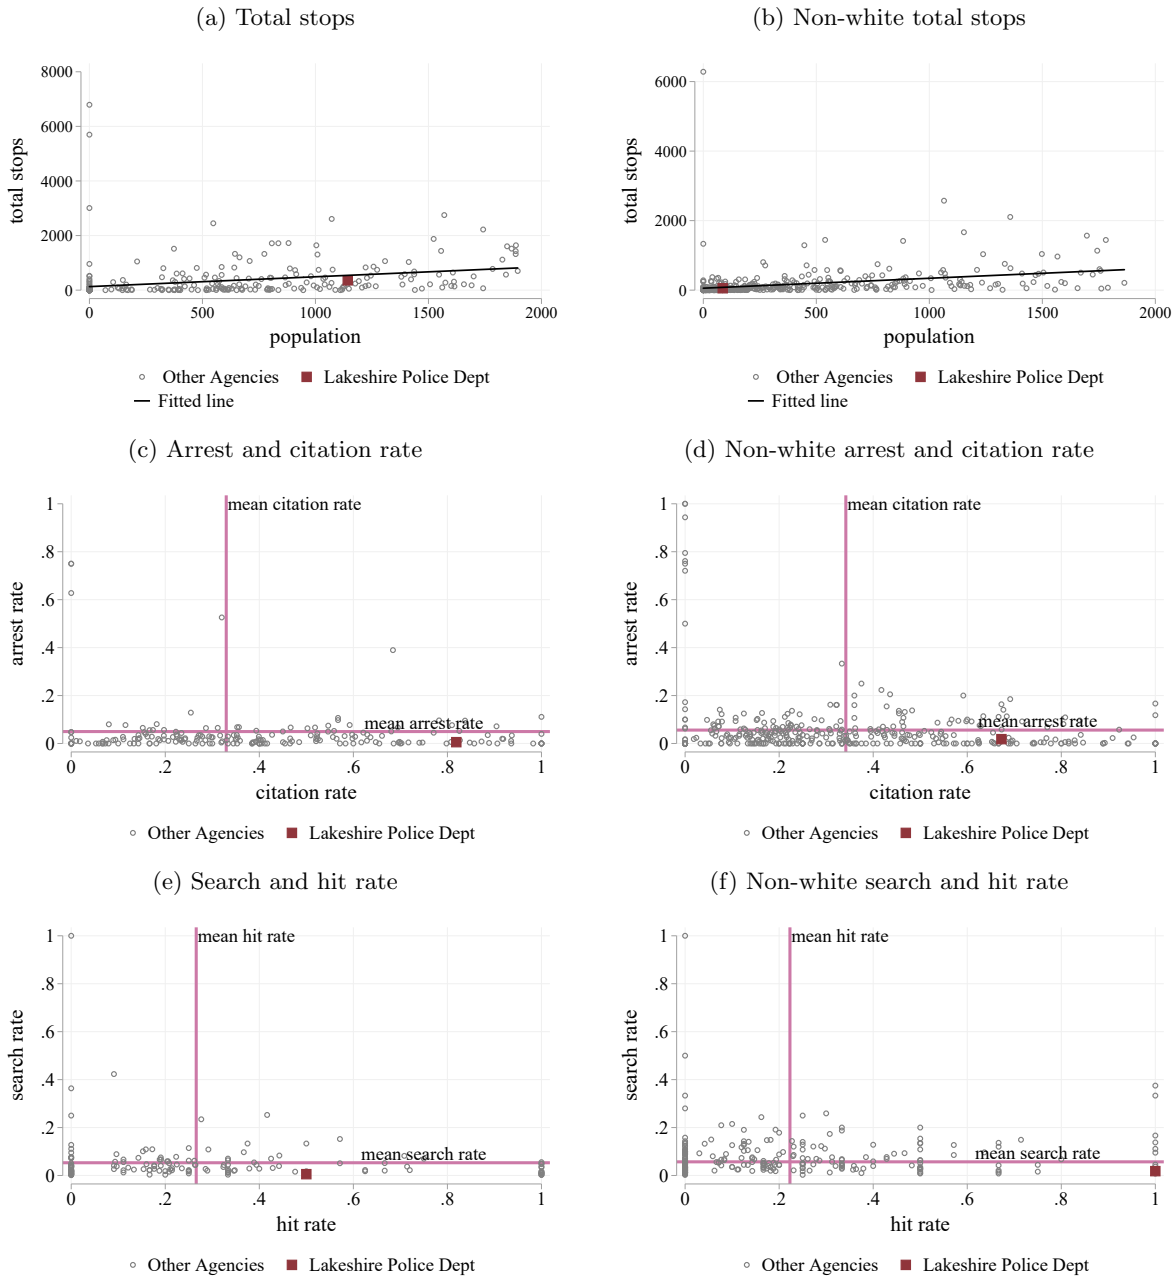 (a) Total stops
(b) Non-white total stops
8000
6000
4000
2000
0
total stops
0 500 1000 1500 2000
population
Other Agencies Lakeshire Police Dept
Fitted line
6000
4000
2000
0
total stops
0 500 1000 1500 2000
population
Other Agencies Lakeshire Police Dept
Fitted line
(c) Arrest and citation rate
(d) Non-white arrest and citation rate
1
.8
.6
.4
.2
0
arrest rate
mean citation rate
mean arrest rate
0 .2 .4 .6 .8 1
citation rate
Other Agencies Lakeshire Police Dept
1
.8
.6
.4
.2
0
arrest rate
mean citation rate
mean arrest rate
0 .2 .4 .6 .8 1
citation rate
Other Agencies Lakeshire Police Dept
(e) Search and hit rate
(f) Non-white search and hit rate
1
.8
.6
.4
.2
0
search rate
mean hit rate
mean search rate
0 .2 .4 .6 .8 1
hit rate
Other Agencies Lakeshire Police Dept
1
.8
.6
.4
.2
0
search rate
mean hit rate
mean search rate
0 .2 .4 .6 .8 1
hit rate
Other Agencies Lakeshire Police Dept